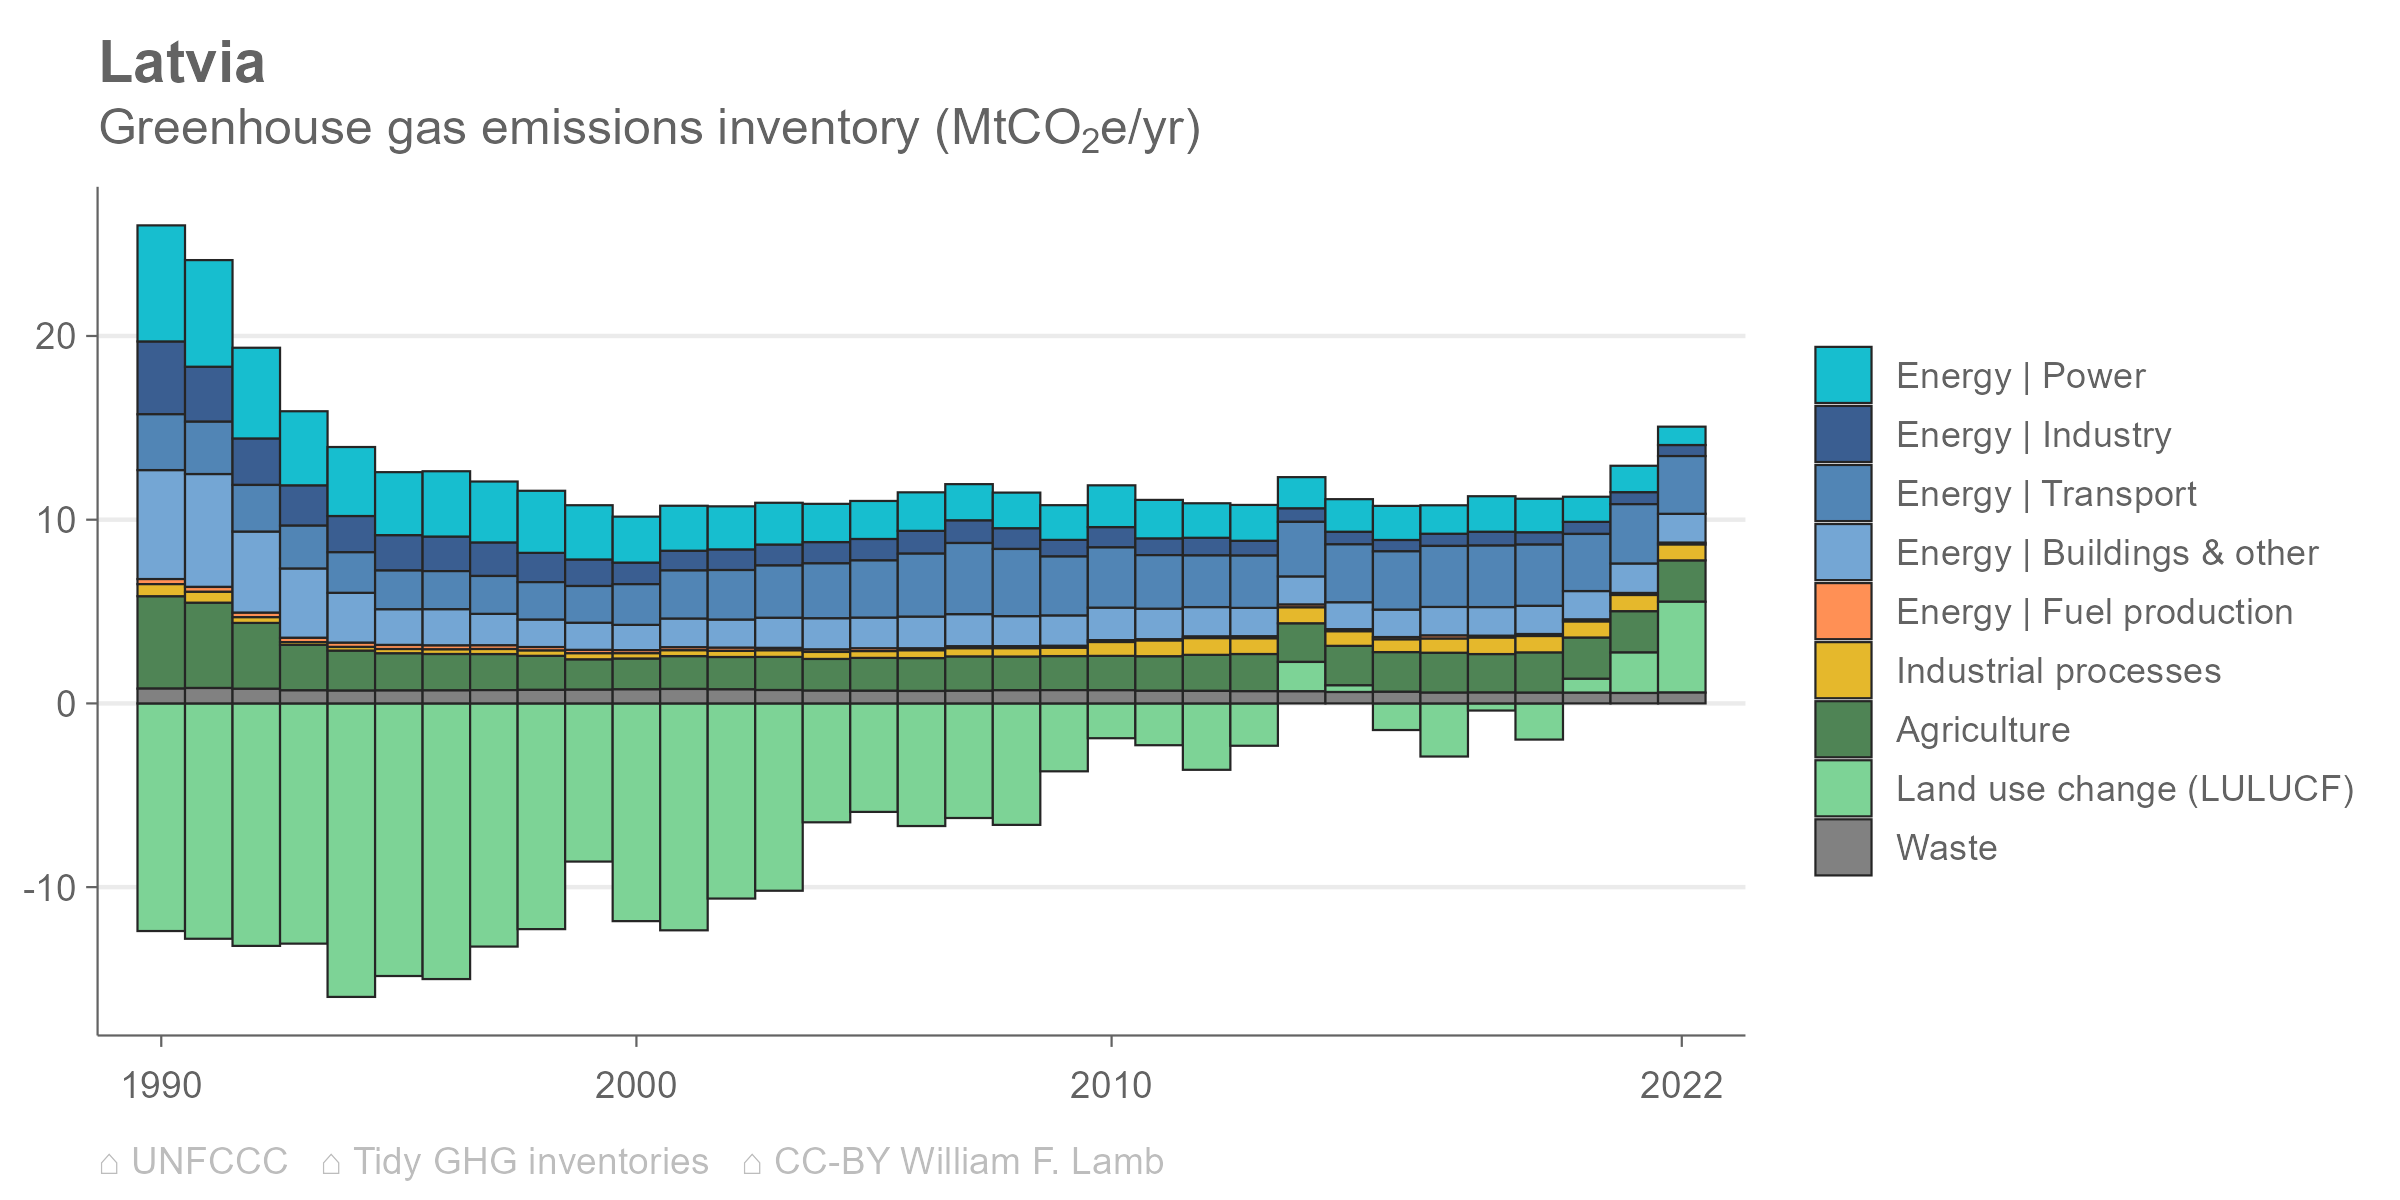 Latvia
Greenhouse gas emissions inventory (MtCO₂e/yr)
20
10
0
-10
1990 2000 2010 2022
Energy | Power
Energy | Industry
Energy | Transport
Energy | Buildings & other
Energy | Fuel production
Industrial processes
Agriculture
Land use change (LULUCF)
Waste
⌂ UNFCCC ⌂ Tidy GHG inventories ⌂ CC-BY William F. Lamb